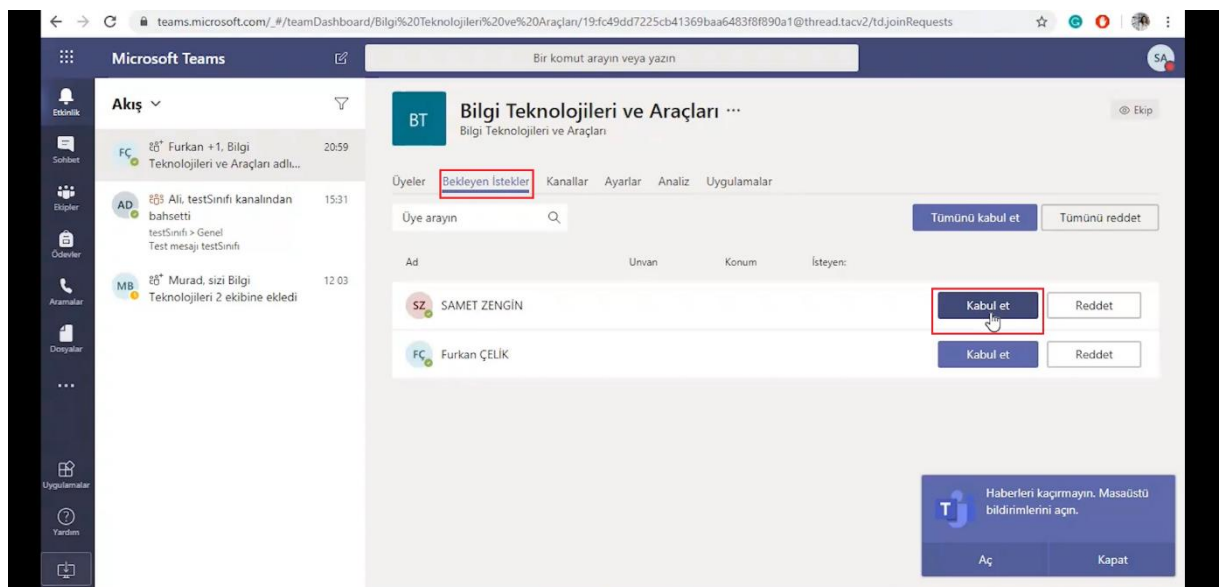 teams.microsoft.com/_#/teamDashboard/Bilgi%20Teknolojileri%20ve%20Araçları/19:fc49dd7225cb41369baa6483f8f890a1@thread.tacv2/td.joinRequests
Microsoft Teams
Bir komut arayın veya yazın
SA
Etkinlik
Sohbet
Ekipler
Ödevler
Aramalar
Dosyalar
Uygulamalar
Yardım
Akış
FÇ
Furkan +1, Bilgi
20:59
Teknolojileri ve Araçları adlı...
AD
Ali, testSınıfı kanalından
15:31
bahsetti
testSınıfı > Genel
Test mesajı testSınıfı
MB
Murad, sizi Bilgi
12:03
Teknolojileri 2 ekibine ekledi
BT
Bilgi Teknolojileri ve Araçları ...
Bilgi Teknolojileri ve Araçları
Ekip
Üyeler Bekleyen İstekler Kanallar Ayarlar Analiz Uygulamalar
Üye arayın
Tümünü kabul et
Tümünü reddet
Ad Unvan Konum İsteyen:
SZ SAMET ZENGİN Kabul et Reddet
FÇ Furkan ÇELİK Kabul et Reddet
Haberleri kaçırmayın. Masaüstü
bildirimlerini açın.
T
Aç Kapat